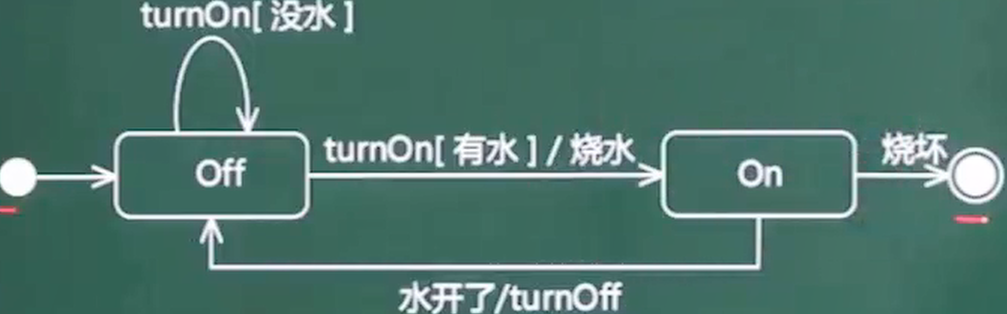 turnOn[ 没水 ]
Off
turnOn[ 有水 ] / 烧水
On
烧坏
水开了/turnOff